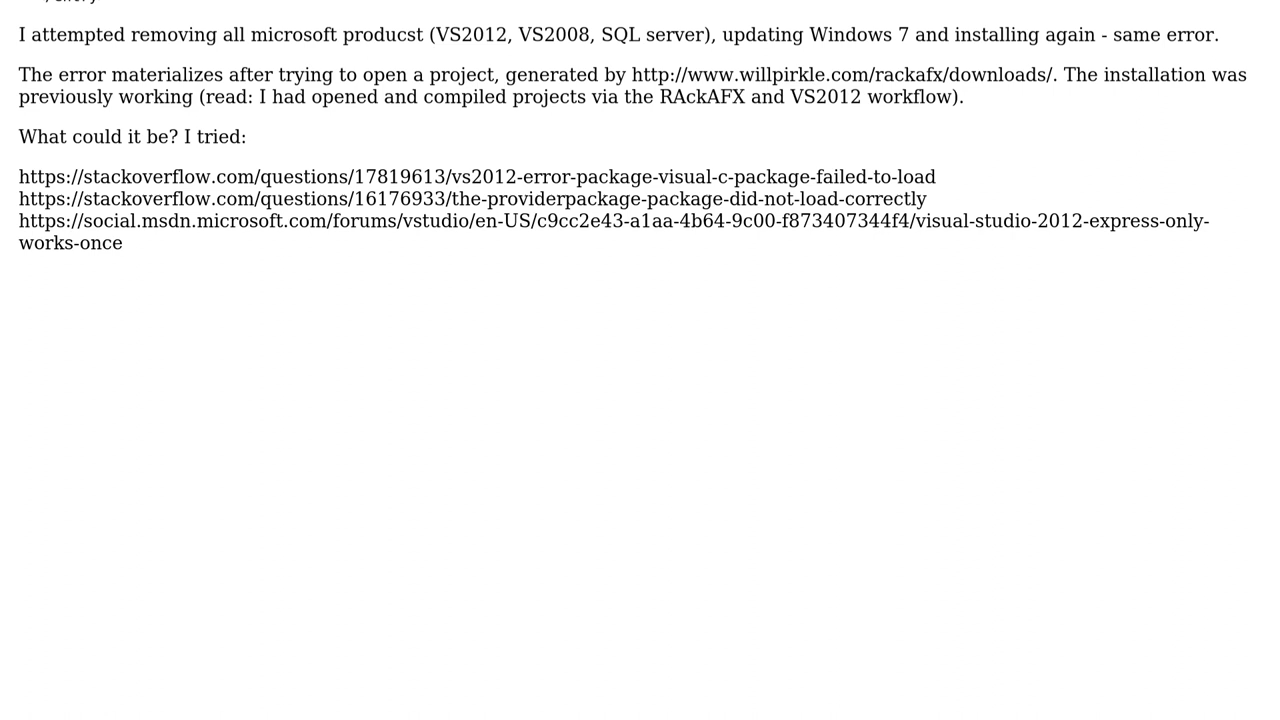 I attempted removing all microsoft producst (VS2012, VS2008, SQL server), updating Windows 7 and installing again - same error.
The error materializes after trying to open a project, generated by http://www.willpirkle.com/rackafx/downloads/. The installation was
previously working (read: I had opened and compiled projects via the RAckAFX and VS2012 workflow).
What could it be? I tried:
https://stackoverflow.com/questions/17819613/vs2012-error-package-visual-c-package-failed-to-load
https://stackoverflow.com/questions/16176933/the-providerpackage-package-did-not-load-correctly
https://social.msdn.microsoft.com/forums/vstudio/en-US/c9cc2e43-a1aa-4b64-9c00-f873407344f4/visual-studio-2012-express-only-
works-once